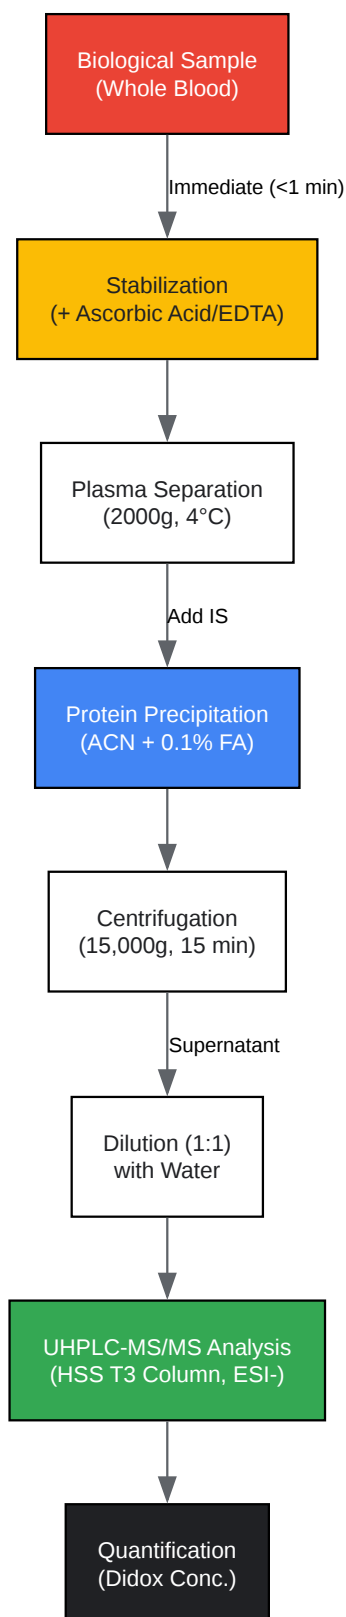 Biological Sample
(Whole Blood)
Immediate (<1 min)
Stabilization
(+ Ascorbic Acid/EDTA)
Plasma Separation
(2000g, 4°C)
Add IS
Protein Precipitation
(ACN + 0.1% FA)
Centrifugation
(15,000g, 15 min)
Supernatant
Dilution (1:1)
with Water
UHPLC-MS/MS Analysis
(HSS T3 Column, ESI-)
Quantification
(Didox Conc.)